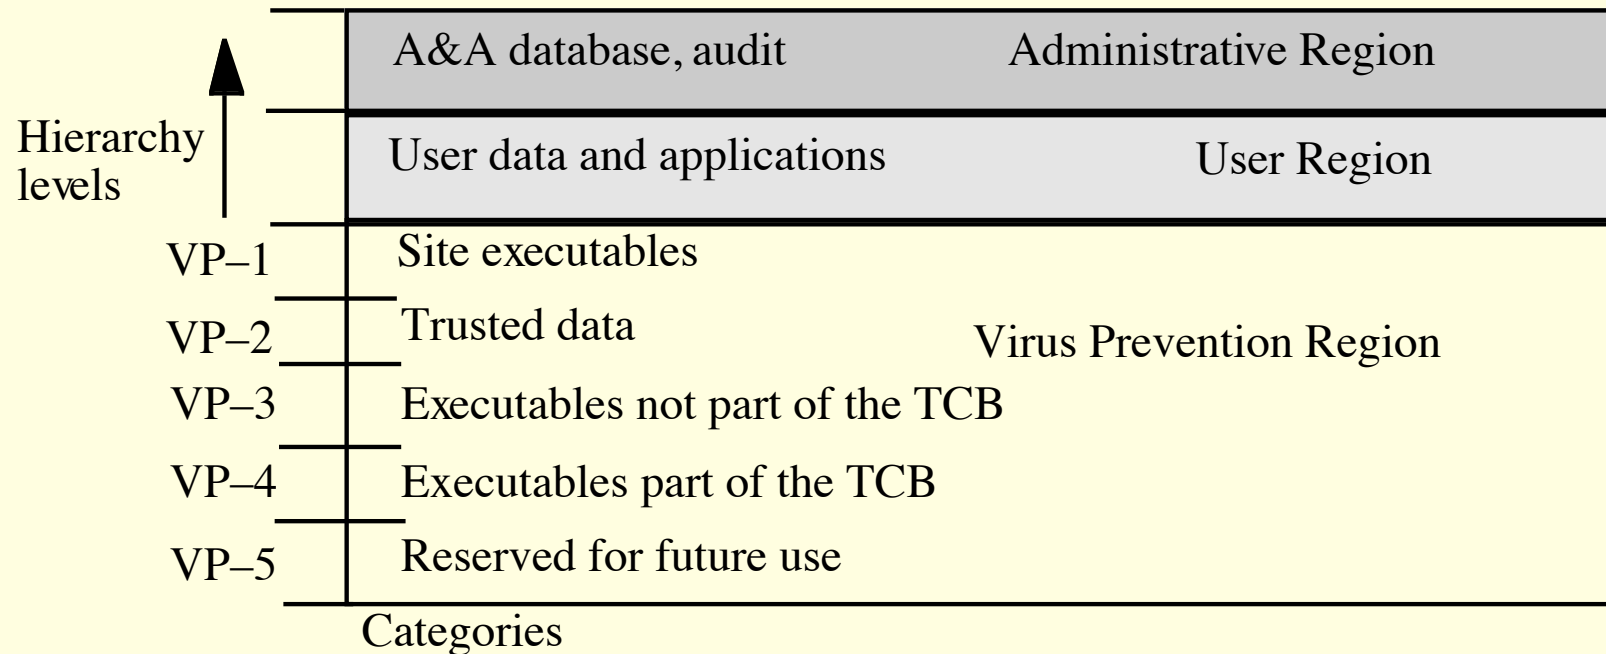 A&A database, audit
Administrative Region
Hierarchy
levels
User data and applications
User Region
VP–1
Site executables
VP–2
Trusted data
Virus Prevention Region
VP–3
Executables not part of the TCB
VP–4
Executables part of the TCB
VP–5
Reserved for future use
Categories